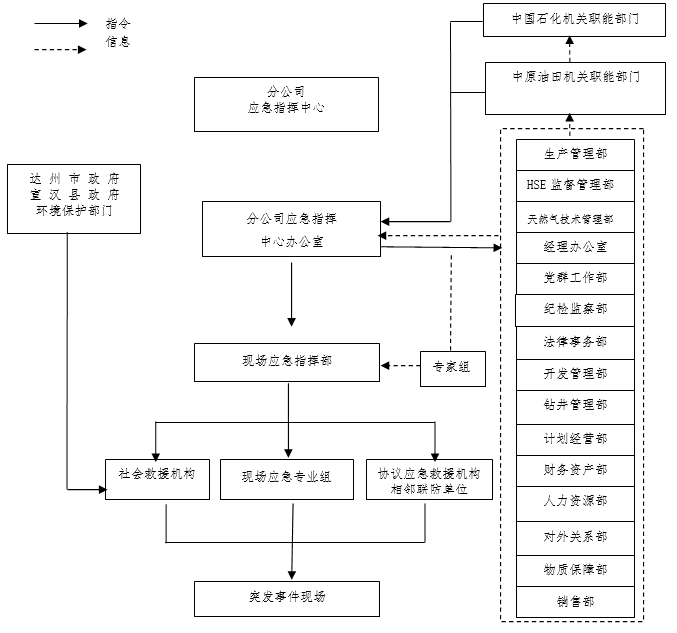 指令
信息
中国石化机关职能部门
中原油田机关职能部门
分公司
应急指挥中心
达州市政府
宣汉县政府
环境保护部门
分公司应急指挥
中心办公室
现场应急指挥部
专家组
社会救援机构
现场应急专业组
协议应急救援机构
相邻联防单位
突发事件现场
生产管理部
HSE监督管理部
天然气技术管理部
经理办公室
党群工作部
纪检监察部
法律事务部
开发管理部
钻井管理部
计划经营部
财务资产部
人力资源部
对外关系部
物质保障部
销售部